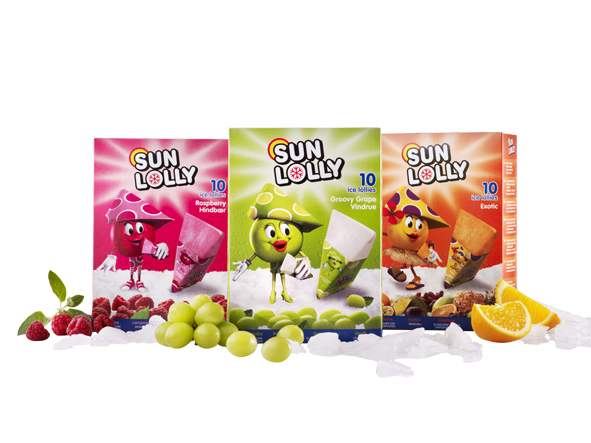 SUN
LOLLY
10
ice lollies
Raspberry
Hindbær
SUN
LOLLY
10
ice lollies
Groovy Grape
Vindrue
SUN
LOLLY
10
ice lollies
Exotic